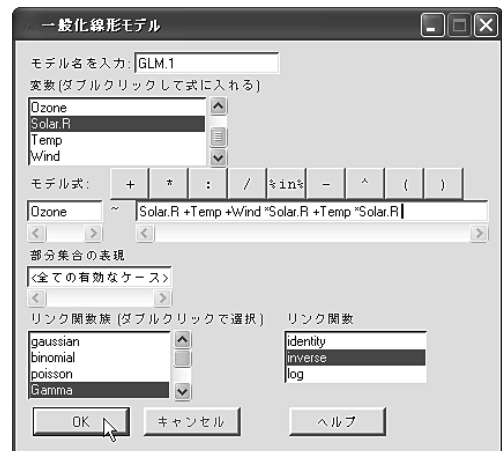 一般化線形モデル
モデル名を入力: GLM.1
変数(ダブルクリックして式に入れる)
Ozone
Solar.R
Temp
Wind
モデル式: + * : / %in% - ^ ( )
Ozone ~ Solar.R +Temp +Wind *Solar.R +Temp *Solar.R
部分集合の表現
<全ての有効なケース>
リンク関数族 (ダブルクリックで選択) リンク関数
gaussian identity
binomial inverse
poisson log
Gamma
OK キャンセル ヘルプ